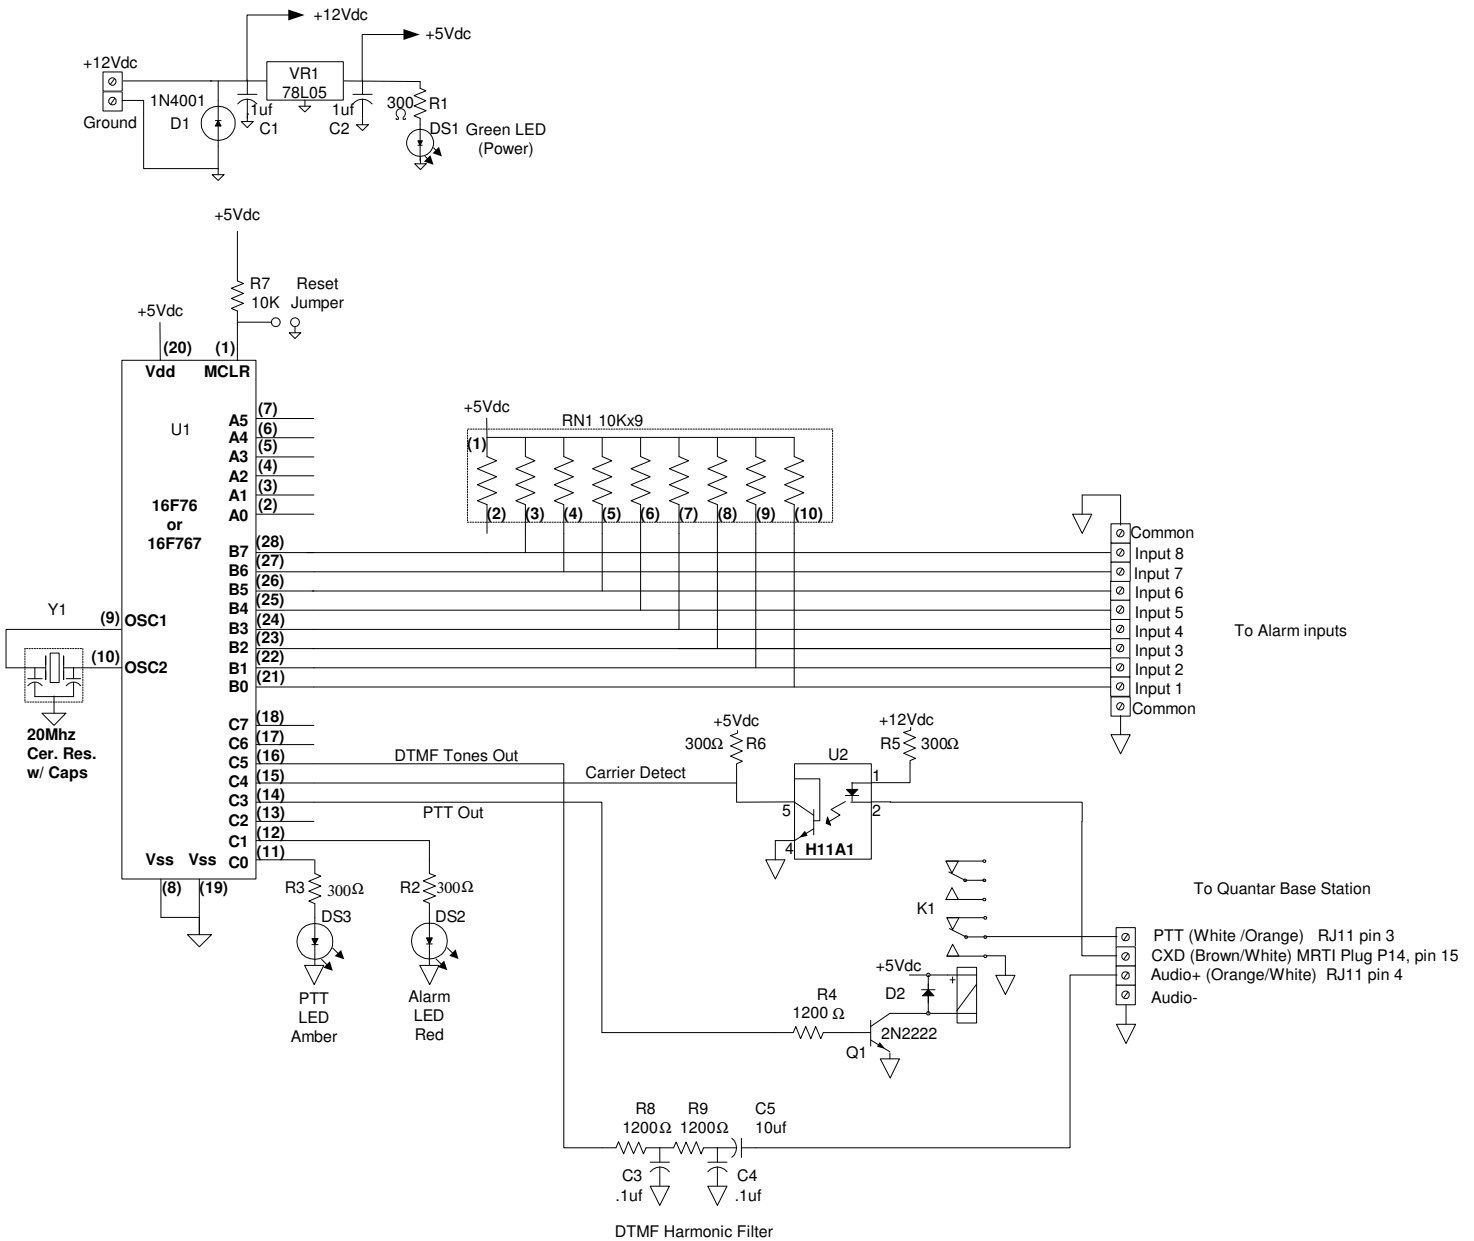 +12Vdc
+5Vdc
+12Vdc
VR1
78L05
1N4001
D1
.1uf
C1
1uf
C2
300
Ω
R1
Ground
DS1
Green LED
(Power)
+5Vdc
R7
10K
Reset
Jumper
+5Vdc
(20)
(1)
Vdd
MCLR
U1
16F76
or
16F767
A5
(7)
A4
(6)
A3
(5)
A2
(4)
A1
(3)
A0
(2)
B7
(28)
B6
(27)
B5
(26)
B4
(25)
B3
(24)
B2
(23)
B1
(22)
B0
(21)
C7
(18)
C6
(17)
C5
(16)
C4
(15)
C3
(14)
C2
(13)
C1
(12)
C0
(11)
Y1
(9)
OSC1
(10)
OSC2
20Mhz
Cer. Res.
w/ Caps
Vss
Vss
(8)
(19)
+5Vdc
RN1 10Kx9
(1)
(2)
(3)
(4)
(5)
(6)
(7)
(8)
(9)
(10)
Common
Input 8
Input 7
Input 6
Input 5
Input 4
Input 3
Input 2
Input 1
Common
To Alarm inputs
DTMF Tones Out
Carrier Detect
PTT Out
+5Vdc
300Ω
R6
+12Vdc
R5
300Ω
U2
1
2
5
4
H11A1
R3
300Ω
DS3
PTT
LED
Amber
R2
300Ω
DS2
Alarm
LED
Red
K1
To Quantar Base Station
PTT (White /Orange) RJ11 pin 3
CXD (Brown/White) MRTI Plug P14, pin 15
Audio+ (Orange/White) RJ11 pin 4
Audio-
+5Vdc
+
D2
R4
1200 Ω
2N2222
Q1
R8
1200Ω
R9
1200Ω
C5
10uf
C3
.1uf
C4
.1uf
DTMF Harmonic Filter